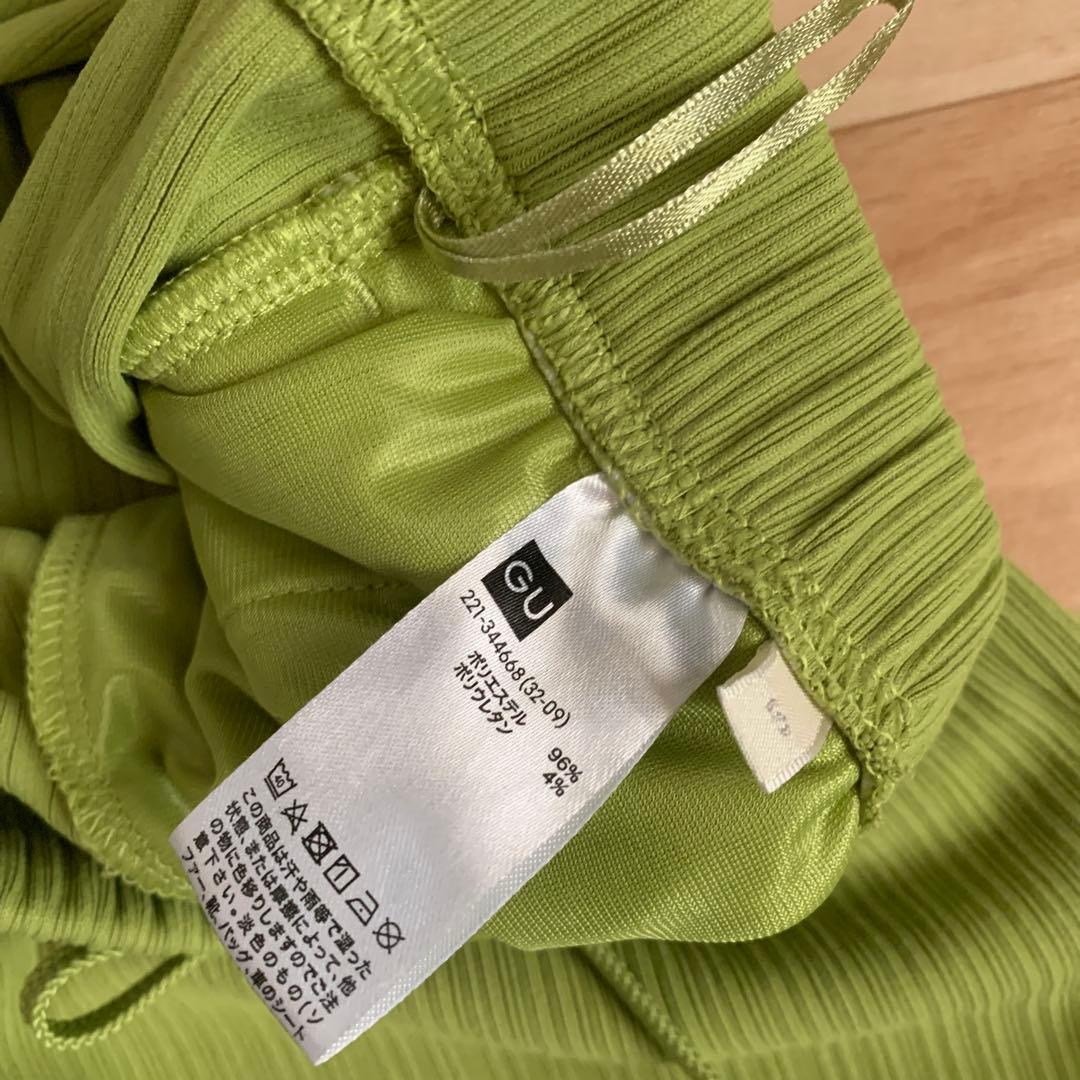 GU
221-344668(32-09)
ポリエステル 96%
ポリウレタン 4%
40
この商品は汗や雨等で湿った
状態、または摩擦によって、他
の物に色移りしますのでご注
意下さい・淡色のもの(ソ
ファー、靴、バッグ、車のシート